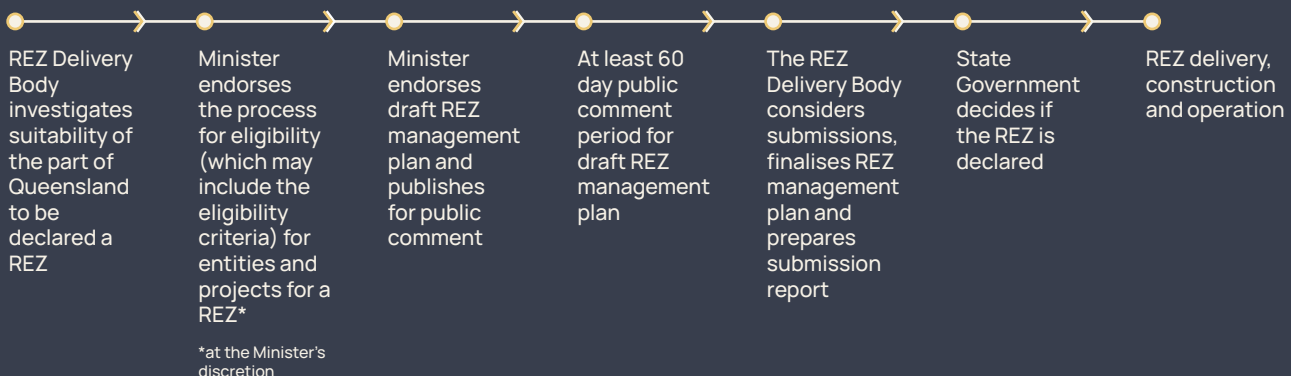 REZ Delivery
Body
investigates
suitability of
the part of
Queensland
to be
declared a
REZ
Minister
endorses
the process
for eligibility
(which may
include the
eligibility
criteria) for
entities and
projects for a
REZ*
*at the Minister's
discretion
Minister
endorses
draft REZ
management
plan and
publishes
for public
comment
At least 60
day public
comment
period for
draft REZ
management
plan
The REZ
Delivery Body
considers
submissions,
finalises REZ
management
plan and
prepares
submission
report
State
Government
decides if
the REZ is
declared
REZ delivery,
construction
and operation